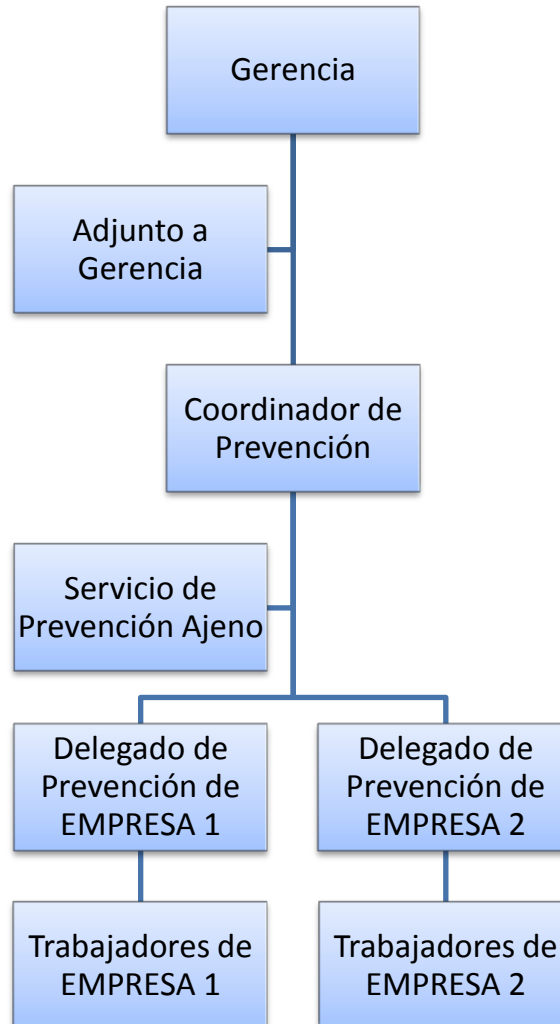 Gerencia
Adjunto a
Gerencia
Coordinador de
Prevención
Servicio de
Prevención Ajeno
Delegado de
Prevención de
EMPRESA 1
Delegado de
Prevención de
EMPRESA 2
Trabajadores de
EMPRESA 1
Trabajadores de
EMPRESA 2